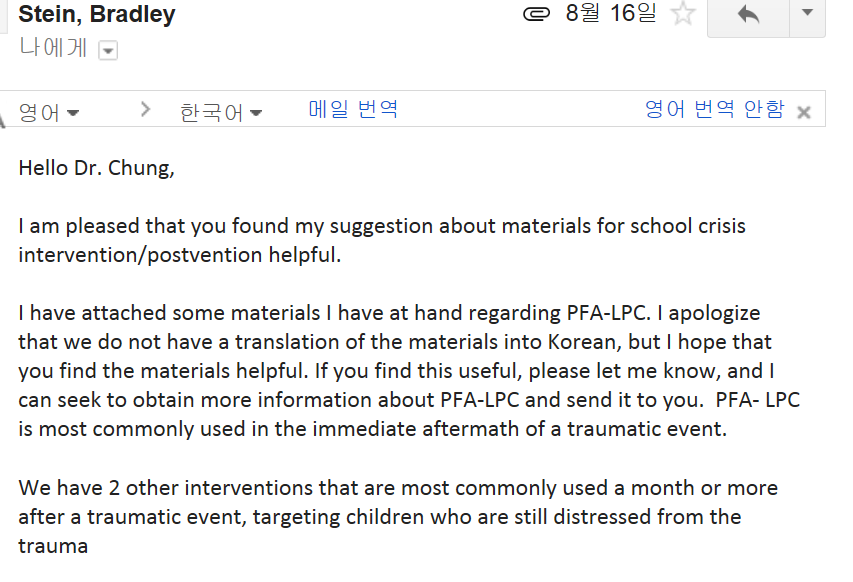 Stein, Bradley
8월 16일
나에게
영어
한국어
메일 번역
영어 번역 안함
Hello Dr. Chung,
I am pleased that you found my suggestion about materials for school crisis
intervention/postvention helpful.
I have attached some materials I have at hand regarding PFA-LPC. I apologize
that we do not have a translation of the materials into Korean, but I hope that
you find the materials helpful. If you find this useful, please let me know, and I
can seek to obtain more information about PFA-LPC and send it to you.  PFA- LPC
is most commonly used in the immediate aftermath of a traumatic event.
We have 2 other interventions that are most commonly used a month or more
after a traumatic event, targeting children who are still distressed from the
trauma